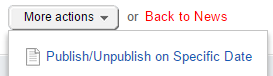 More actions or Back to News
Publish/Unpublish on Specific Date